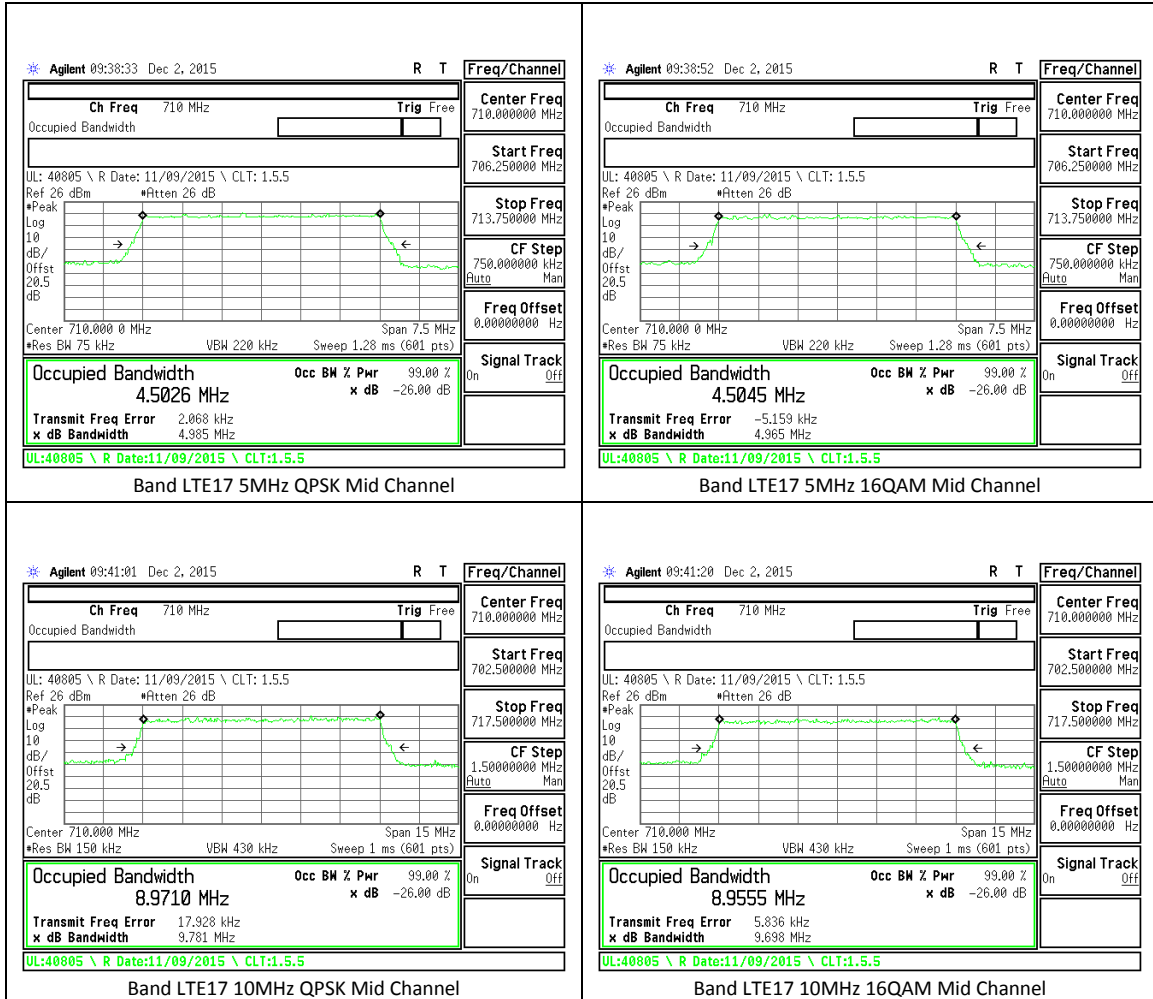 Agilent 09:38:33 Dec 2, 2015 R T Freq/Channel
Ch Freq 710 MHz Trig Free
Occupied Bandwidth
Center Freq
710.000000 MHz
Start Freq
706.250000 MHz
UL: 40805 \ R Date: 11/09/2015 \ CLT: 1.5.5
Ref 26 dBm #Atten 26 dB
#Peak
Log
10
dB/
Offst
20.5
dB
Stop Freq
713.750000 MHz
CF Step
750.000000 kHz
Auto Man
Freq Offset
0.00000000 Hz
Center 710.000 0 MHz Span 7.5 MHz
#Res BW 75 kHz VBW 220 kHz Sweep 1.28 ms (601 pts)
Signal Track
On Off
Occupied Bandwidth Occ BW % Pwr 99.00 %
4.5026 MHz x dB -26.00 dB
Transmit Freq Error 2.068 kHz
x dB Bandwidth 4.985 MHz
UL:40805 \ R Date:11/09/2015 \ CLT:1.5.5
Band LTE17 5MHz QPSK Mid Channel
Agilent 09:38:52 Dec 2, 2015 R T Freq/Channel
Ch Freq 710 MHz Trig Free
Occupied Bandwidth
Center Freq
710.000000 MHz
Start Freq
706.250000 MHz
UL: 40805 \ R Date: 11/09/2015 \ CLT: 1.5.5
Ref 26 dBm #Atten 26 dB
#Peak
Log
10
dB/
Offst
20.5
dB
Stop Freq
713.750000 MHz
CF Step
750.000000 kHz
Auto Man
Freq Offset
0.00000000 Hz
Center 710.000 0 MHz Span 7.5 MHz
#Res BW 75 kHz VBW 220 kHz Sweep 1.28 ms (601 pts)
Signal Track
On Off
Occupied Bandwidth Occ BW % Pwr 99.00 %
4.5045 MHz x dB -26.00 dB
Transmit Freq Error -5.159 kHz
x dB Bandwidth 4.965 MHz
UL:40805 \ R Date:11/09/2015 \ CLT:1.5.5
Band LTE17 5MHz 16QAM Mid Channel
Agilent 09:41:01 Dec 2, 2015 R T Freq/Channel
Ch Freq 710 MHz Trig Free
Occupied Bandwidth
Center Freq
710.000000 MHz
Start Freq
702.500000 MHz
UL: 40805 \ R Date: 11/09/2015 \ CLT: 1.5.5
Ref 26 dBm #Atten 26 dB
#Peak
Log
10
dB/
Offst
20.5
dB
Stop Freq
717.500000 MHz
CF Step
1.50000000 MHz
Auto Man
Freq Offset
0.00000000 Hz
Center 710.000 MHz Span 15 MHz
#Res BW 150 kHz VBW 430 kHz Sweep 1 ms (601 pts)
Signal Track
On Off
Occupied Bandwidth Occ BW % Pwr 99.00 %
8.9710 MHz x dB -26.00 dB
Transmit Freq Error 17.928 kHz
x dB Bandwidth 9.781 MHz
UL:40805 \ R Date:11/09/2015 \ CLT:1.5.5
Band LTE17 10MHz QPSK Mid Channel
Agilent 09:41:20 Dec 2, 2015 R T Freq/Channel
Ch Freq 710 MHz Trig Free
Occupied Bandwidth
Center Freq
710.000000 MHz
Start Freq
702.500000 MHz
UL: 40805 \ R Date: 11/09/2015 \ CLT: 1.5.5
Ref 26 dBm #Atten 26 dB
#Peak
Log
10
dB/
Offst
20.5
dB
Stop Freq
717.500000 MHz
CF Step
1.50000000 MHz
Auto Man
Freq Offset
0.00000000 Hz
Center 710.000 MHz Span 15 MHz
#Res BW 150 kHz VBW 430 kHz Sweep 1 ms (601 pts)
Signal Track
On Off
Occupied Bandwidth Occ BW % Pwr 99.00 %
8.9555 MHz x dB -26.00 dB
Transmit Freq Error 5.836 kHz
x dB Bandwidth 9.698 MHz
UL:40805 \ R Date:11/09/2015 \ CLT:1.5.5
Band LTE17 10MHz 16QAM Mid Channel